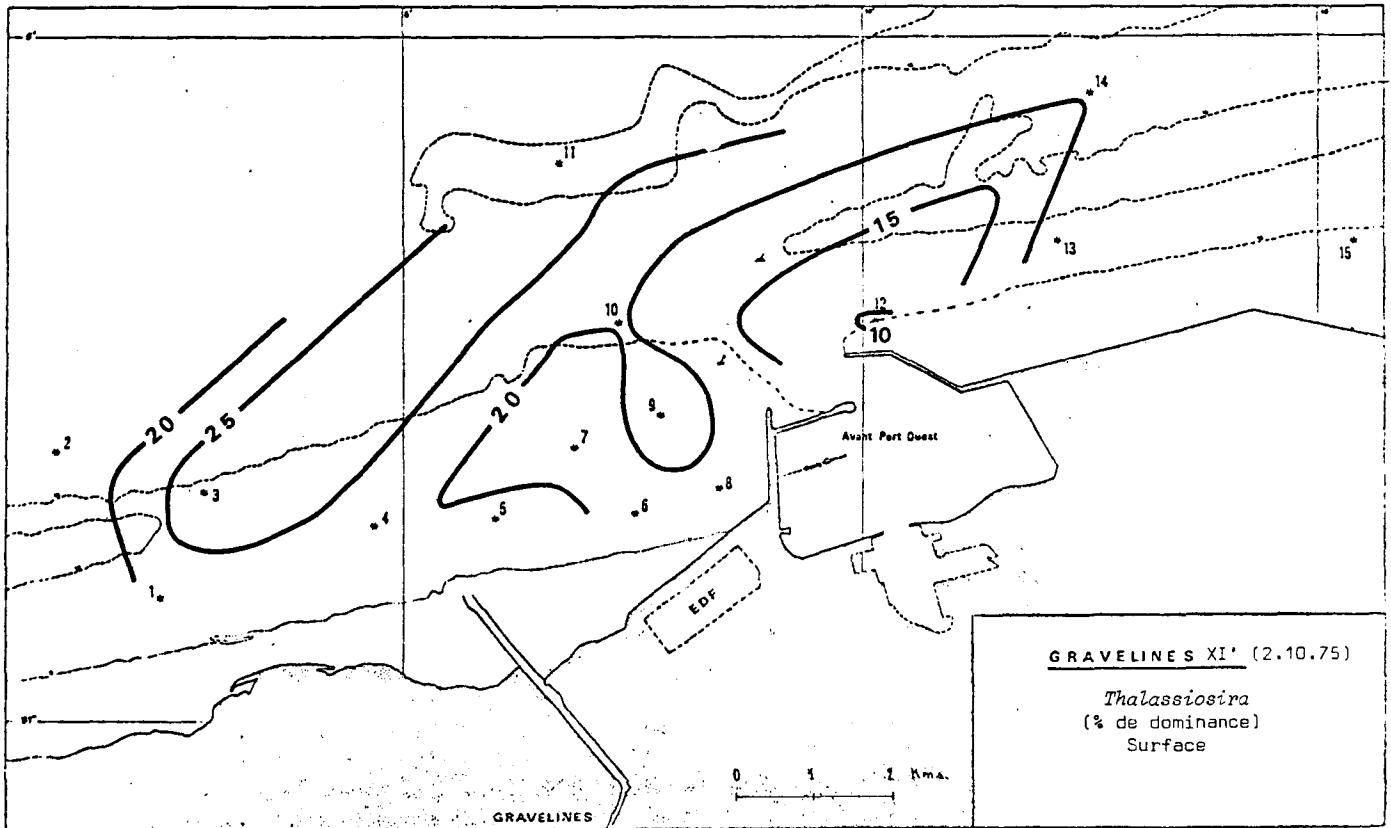 14
11
15
13
15
12
10
10
20
25
20
9
2
7
Avant Port Ouest
3
8
4
5
6
1
EDF
GRAVELINES XI' (2.10.75)
Thalassiosira
(% de dominance)
Surface
0 1 2 Kms.
GRAVELINES